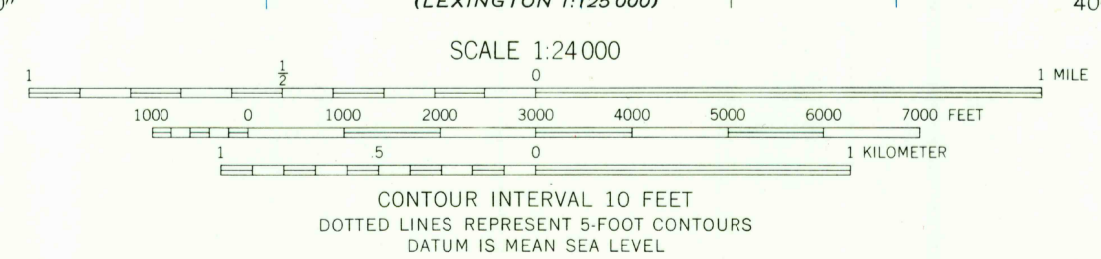 0"
(LEXINGTON 1:125 000)
40
SCALE 1:24 000
1 1/2 0 1 MILE
1000 0 1000 2000 3000 4000 5000 6000 7000 FEET
1 .5 0 1 KILOMETER
CONTOUR INTERVAL 10 FEET
DOTTED LINES REPRESENT 5-FOOT CONTOURS
DATUM IS MEAN SEA LEVEL